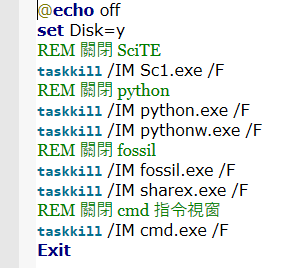 @echo off
set Disk=y
REM 關閉 SciTE
taskkill /IM Sc1.exe /F
REM 關閉 python
taskkill /IM python.exe /F
taskkill /IM pythonw.exe /F
REM 關閉 fossil
taskkill /IM fossil.exe /F
taskkill /IM sharex.exe /F
REM 關閉 cmd 指令視窗
taskkill /IM cmd.exe /F
Exit